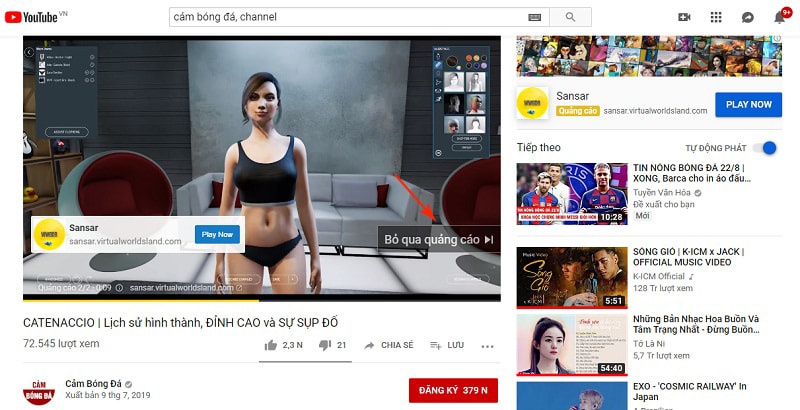 YouTube VN
cảm bóng đá, channel
9+
Sansar
sansar.virtualworldsland.com
Play Now
Bỏ qua quảng cáo
Quảng cáo 2/2 · 0:09 sansar.virtualworldsland.com
CATENACCIO | Lịch sử hình thành, ĐỈNH CAO và SỰ SỤP ĐỔ
72.545 lượt xem
2,3 N
21
CHIA SẺ
LƯU
CẢM
BÓNG ĐÁ
Cảm Bóng Đá
Xuất bản 9 thg 7, 2019
ĐĂNG KÝ 379 N
Sansar
Quảng cáo sansar.virtualworldsland.com
PLAY NOW
Tiếp theo
TỰ ĐỘNG PHÁT
TIN NÓNG BÓNG ĐÁ 22/8 |
XONG, Barca cho in áo đấu...
Tuyền Văn Hóa
Đề xuất cho bạn
Mới
10:28
SÓNG GIÓ | K-ICM x JACK |
OFFICIAL MUSIC VIDEO
K-ICM Official
128 Tr lượt xem
Sóng
Gió
5:51
Những Bản Nhạc Hoa Buồn Và
Tâm Trạng Nhất - Đừng Buồn...
Tớ Là Ni
5,7 Tr lượt xem
54:40
EXO - 'COSMIC RAILWAY' In
Japan